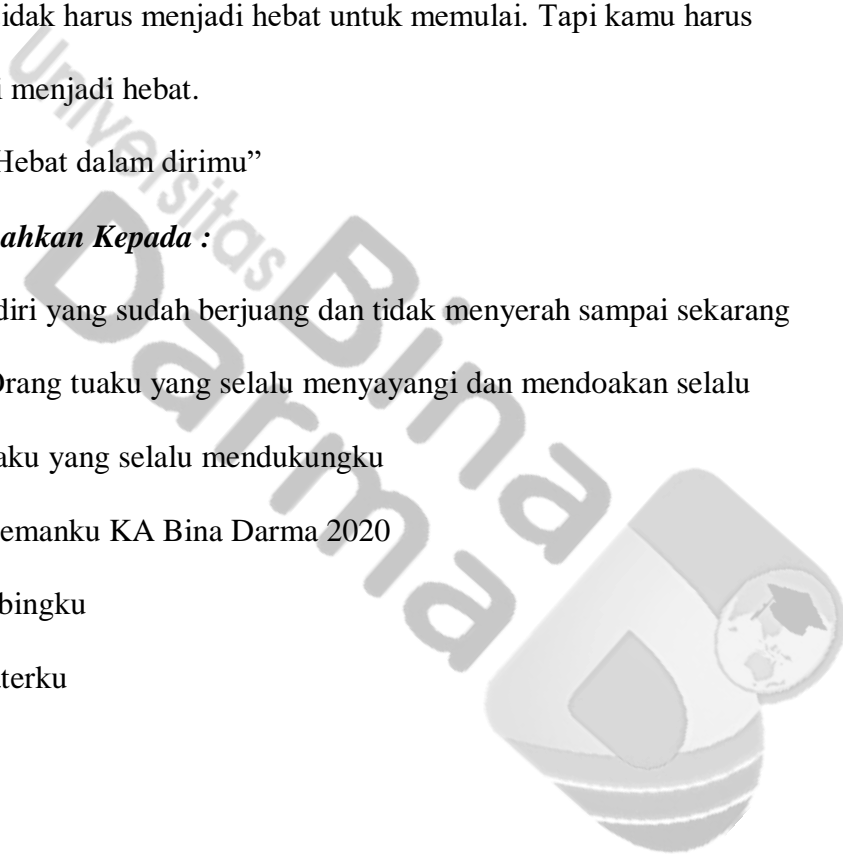 idak harus menjadi hebat untuk memulai. Tapi kamu harus
i menjadi hebat.
Hebat dalam dirimu”
ahkan Kepada :
diri yang sudah berjuang dan tidak menyerah sampai sekarang
Orang tuaku yang selalu menyayangi dan mendoakan selalu
aku yang selalu mendukungku
emanku KA Bina Darma 2020
bingku
terku
Universitas
Bina
Darma